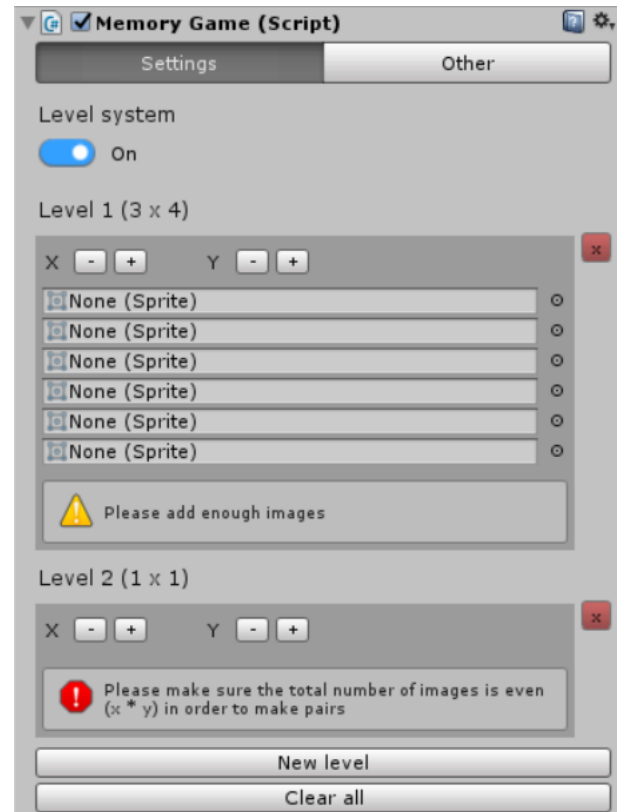 Memory Game (Script)
Settings Other
Level system
On
Level 1 (3 x 4)
x
X - + Y - +
None (Sprite)
None (Sprite)
None (Sprite)
None (Sprite)
None (Sprite)
None (Sprite)
Please add enough images
Level 2 (1 x 1)
x
X - + Y - +
Please make sure the total number of images is even
(x * y) in order to make pairs
New level
Clear all